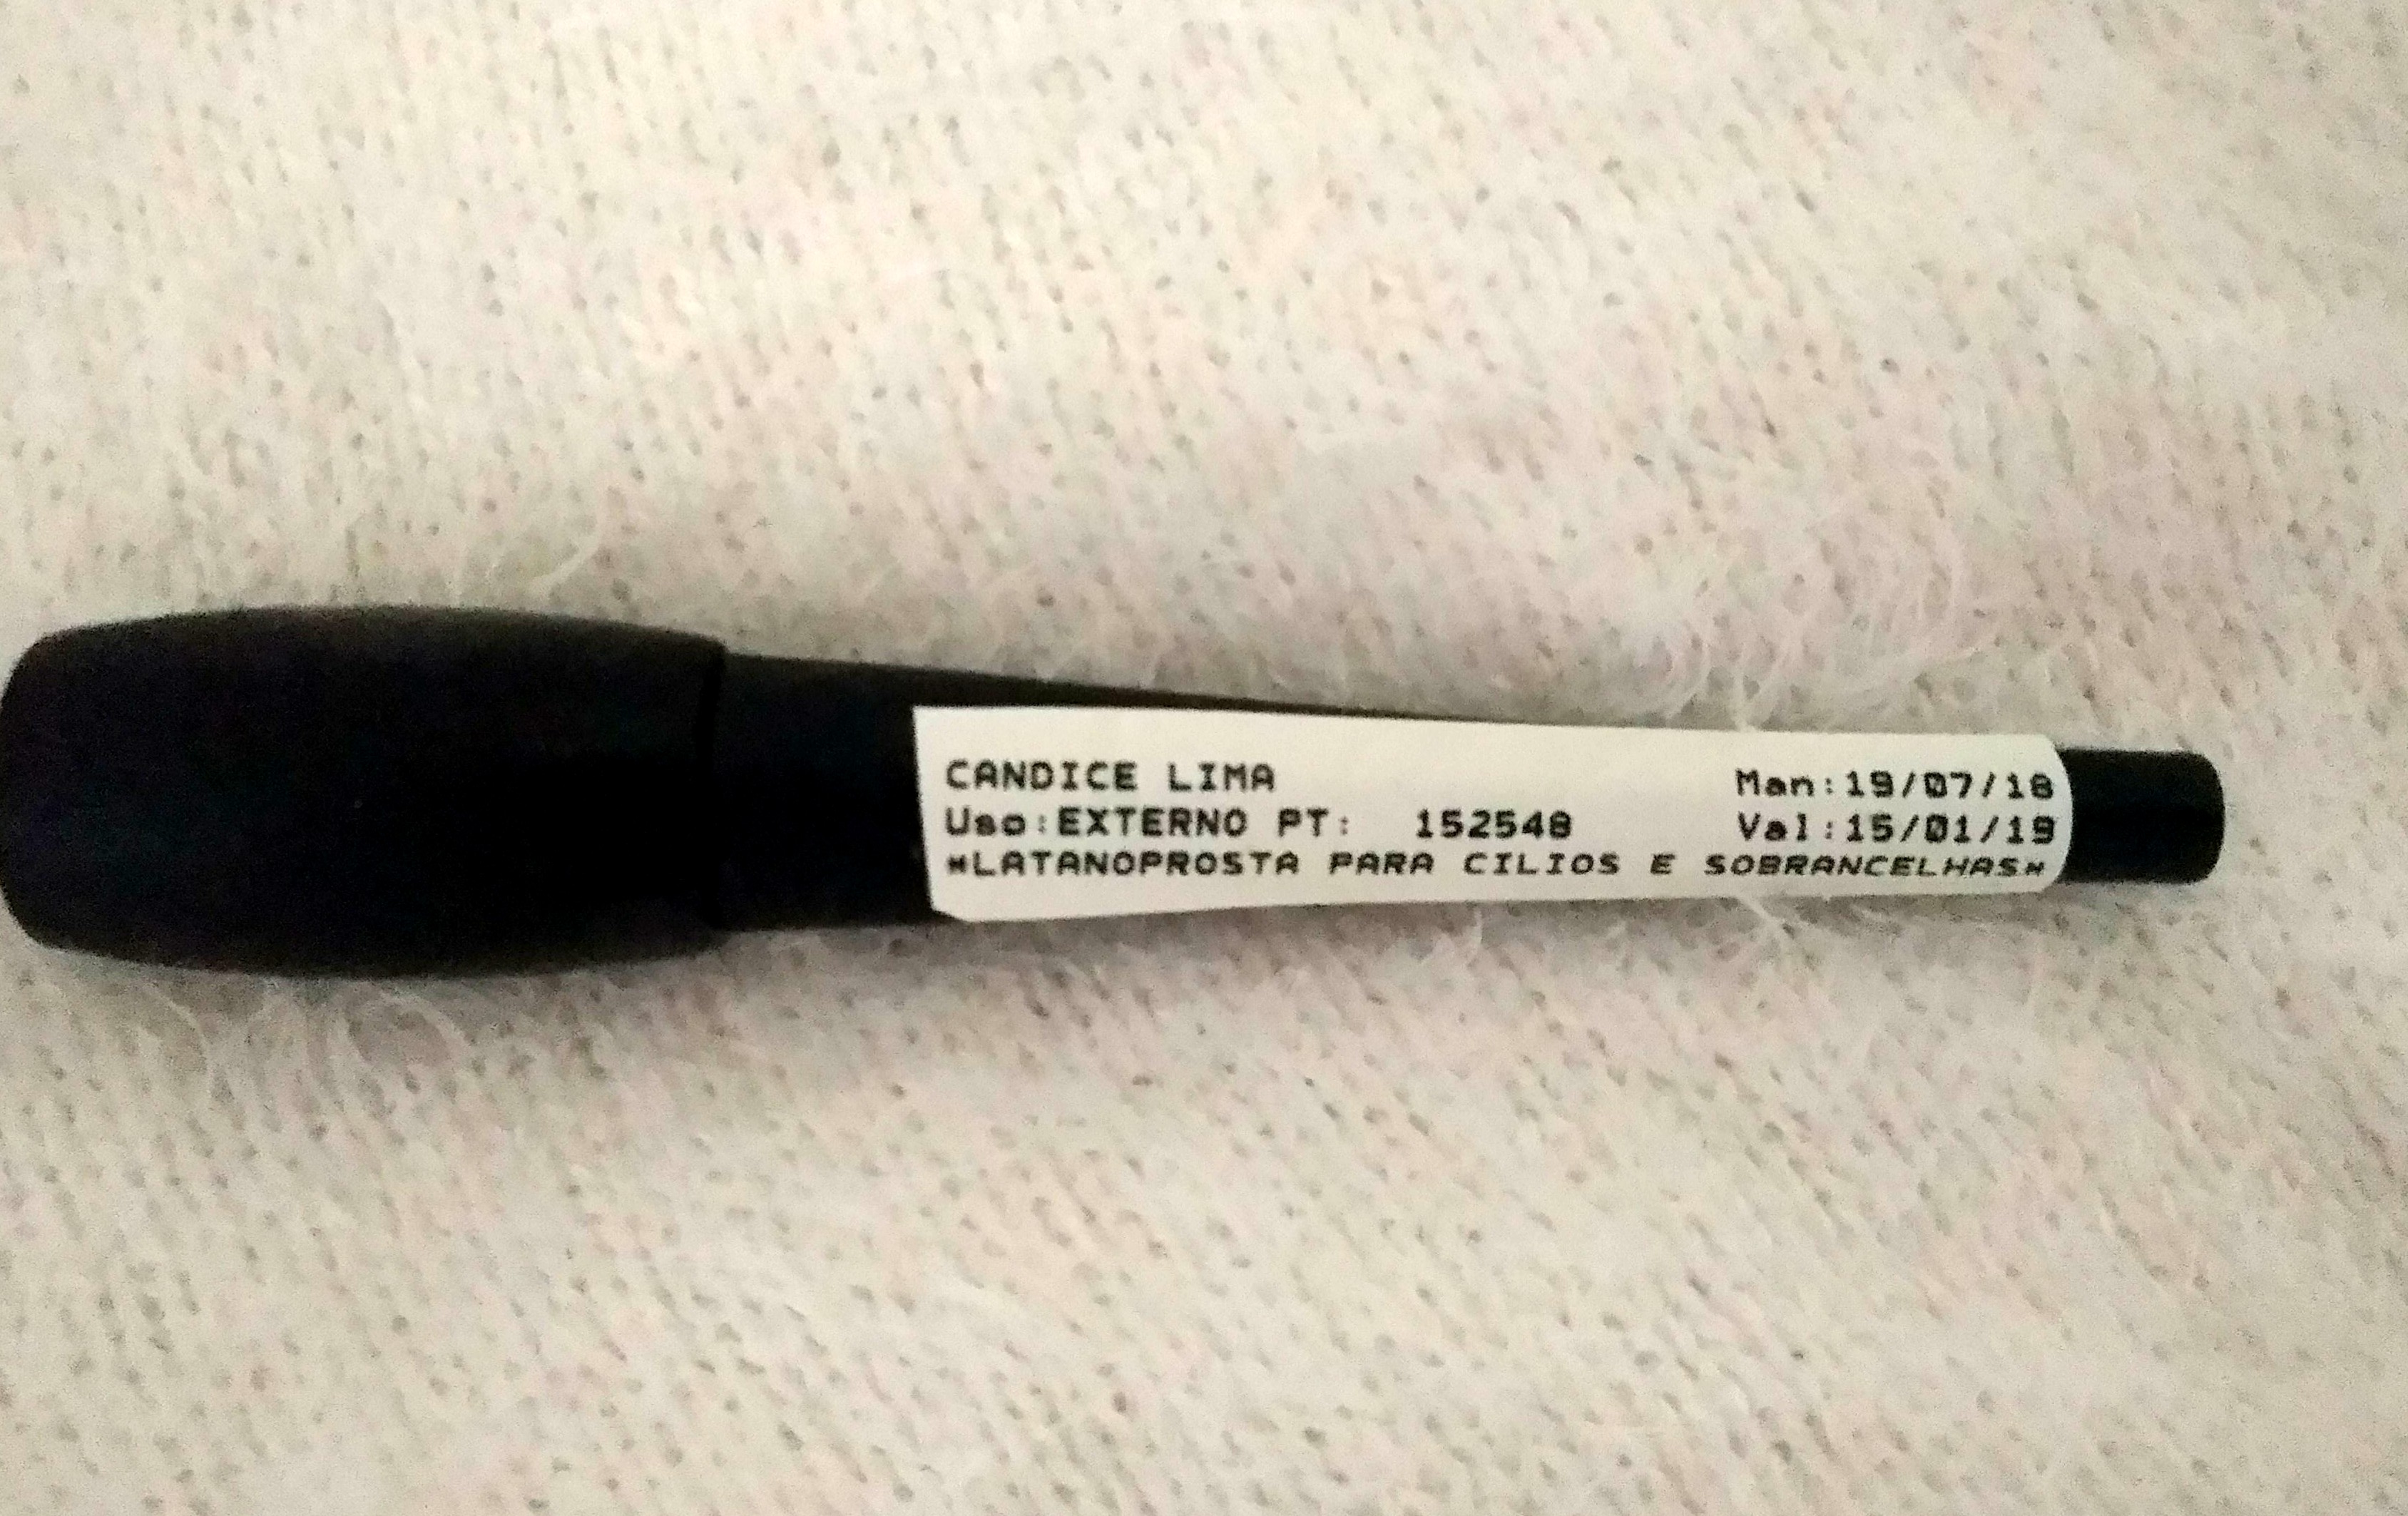 CANDICE LIMA Man:19/07/18
Uso:EXTERNO PT: 152548 Val:15/01/19
*LATANOPROSTA PARA CILIOS E SOBRANCELHAS*